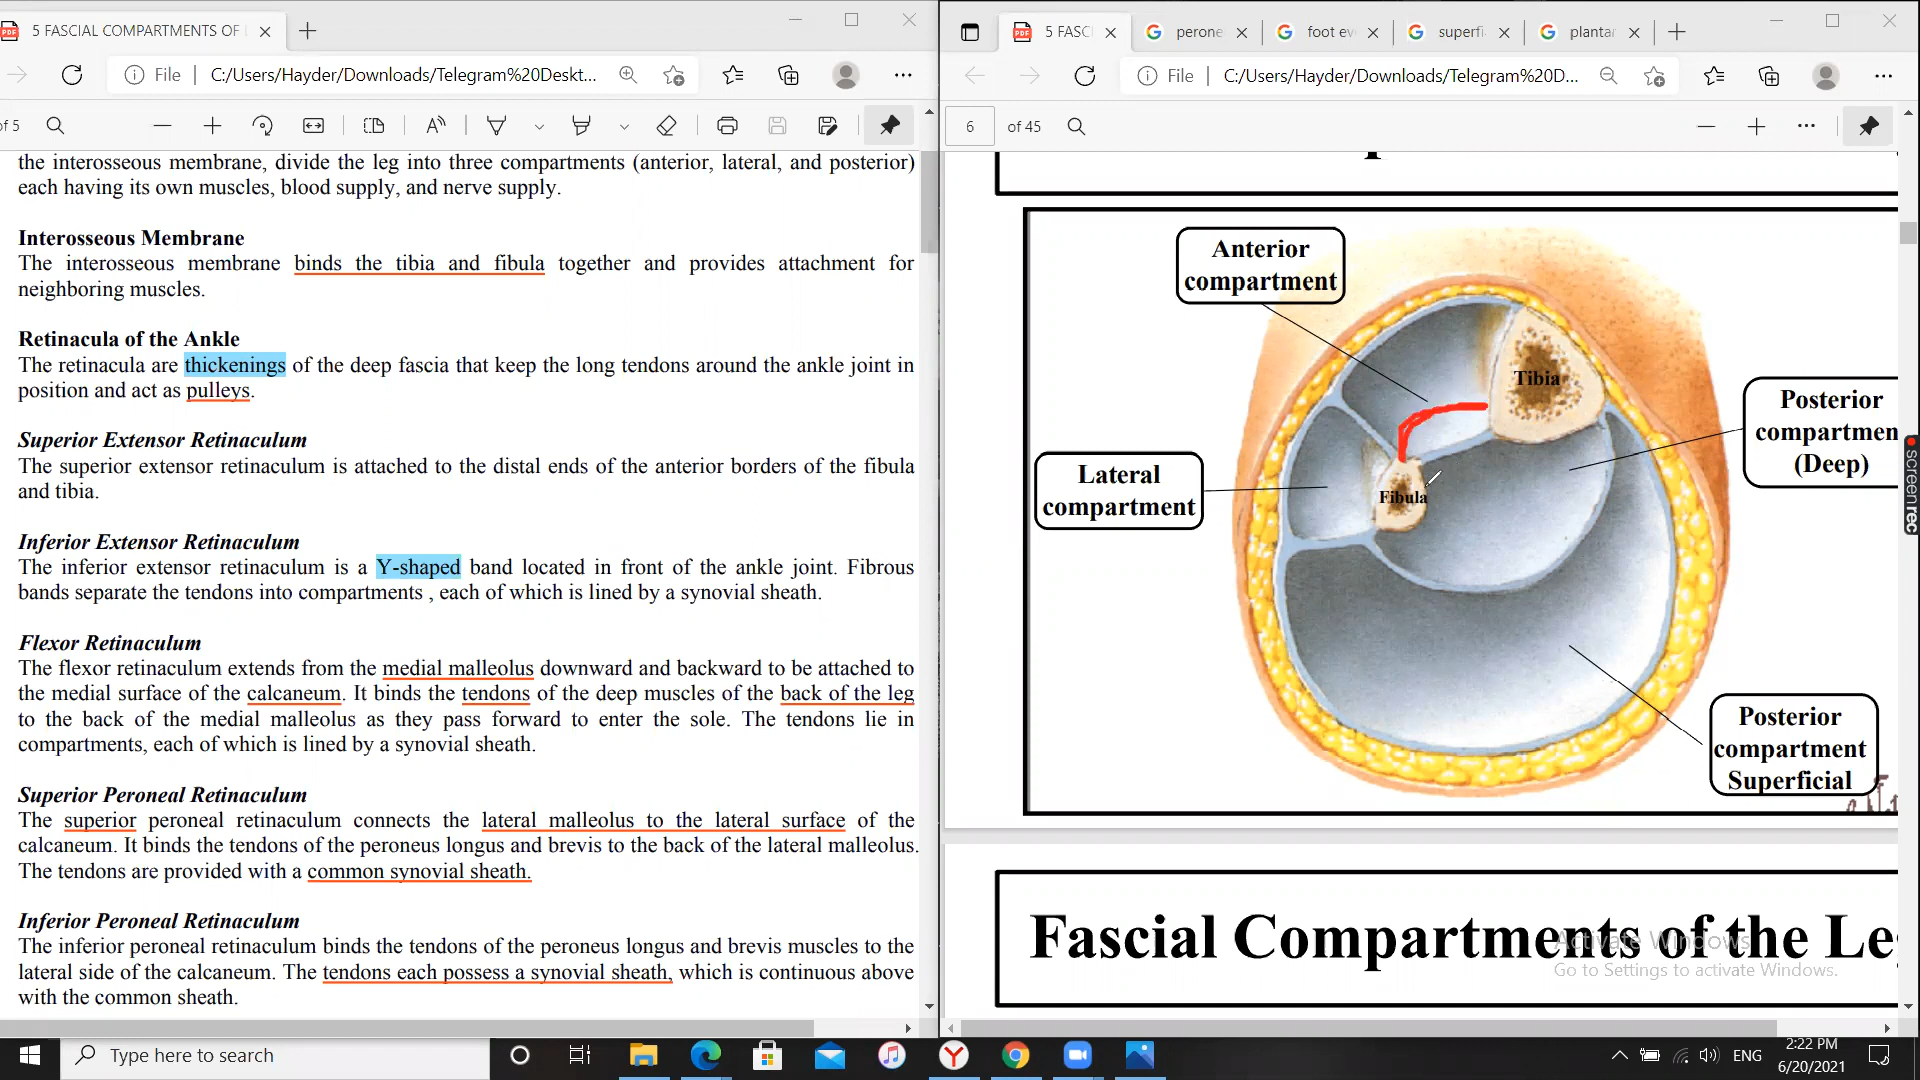 5 FASCIAL COMPARTMENTS OF
File
C:/Users/Hayder/Downloads/Telegram%20Deskt...
of 5
the interosseous membrane, divide the leg into three compartments (anterior, lateral, and posterior)
each having its own muscles, blood supply, and nerve supply.
Interosseous Membrane
The interosseous membrane binds the tibia and fibula together and provides attachment for
neighboring muscles.
Retinacula of the Ankle
The retinacula are thickenings of the deep fascia that keep the long tendons around the ankle joint in
position and act as pulleys.
Superior Extensor Retinaculum
The superior extensor retinaculum is attached to the distal ends of the anterior borders of the fibula
and tibia.
Inferior Extensor Retinaculum
The inferior extensor retinaculum is a Y-shaped band located in front of the ankle joint. Fibrous
bands separate the tendons into compartments , each of which is lined by a synovial sheath.
Flexor Retinaculum
The flexor retinaculum extends from the medial malleolus downward and backward to be attached to
the medial surface of the calcaneum. It binds the tendons of the deep muscles of the back of the leg
to the back of the medial malleolus as they pass forward to enter the sole. The tendons lie in
compartments, each of which is lined by a synovial sheath.
Superior Peroneal Retinaculum
The superior peroneal retinaculum connects the lateral malleolus to the lateral surface of the
calcaneum. It binds the tendons of the peroneus longus and brevis to the back of the lateral malleolus.
The tendons are provided with a common synovial sheath.
Inferior Peroneal Retinaculum
The inferior peroneal retinaculum binds the tendons of the peroneus longus and brevis muscles to the
lateral side of the calcaneum. The tendons each possess a synovial sheath, which is continuous above
with the common sheath.
5 FASC
perone
foot ev
superfi
plantar
File
C:/Users/Hayder/Downloads/Telegram%20D...
6
of 45
Anterior
compartment
Tibia
Posterior
compartmen
(Deep)
Lateral
compartment
Fibula
Posterior
compartment
Superficial
Fascial Compartments of the Le
Activate Windows
Go to Settings to activate Windows.
screenrec
Type here to search
ENG
2:22 PM
6/20/2021